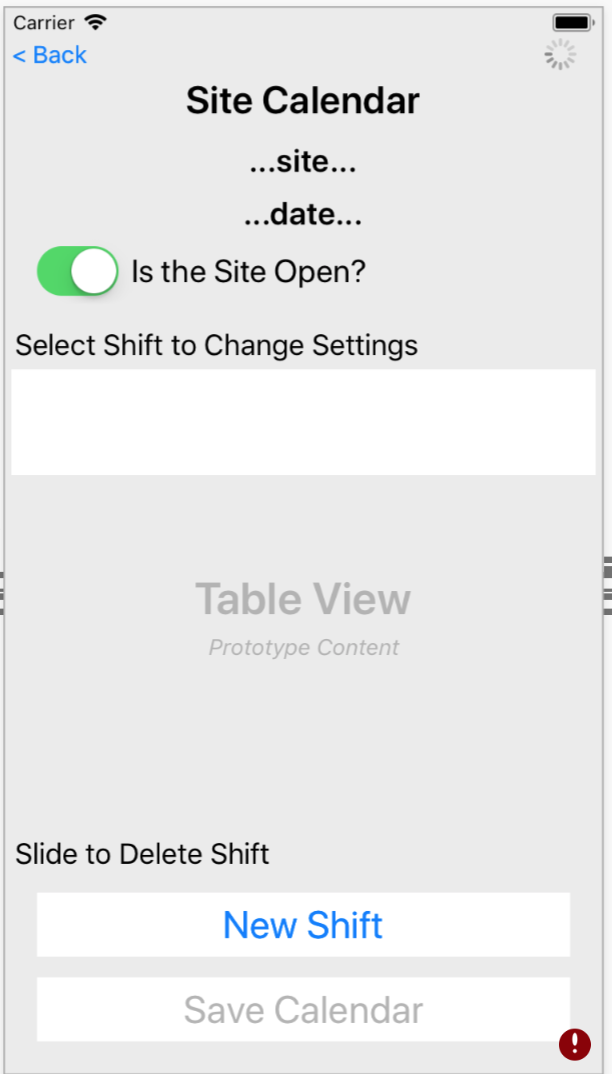 Carrier
< Back
Site Calendar
...site...
...date...
Is the Site Open?
Select Shift to Change Settings
Table View
Prototype Content
Slide to Delete Shift
New Shift
Save Calendar